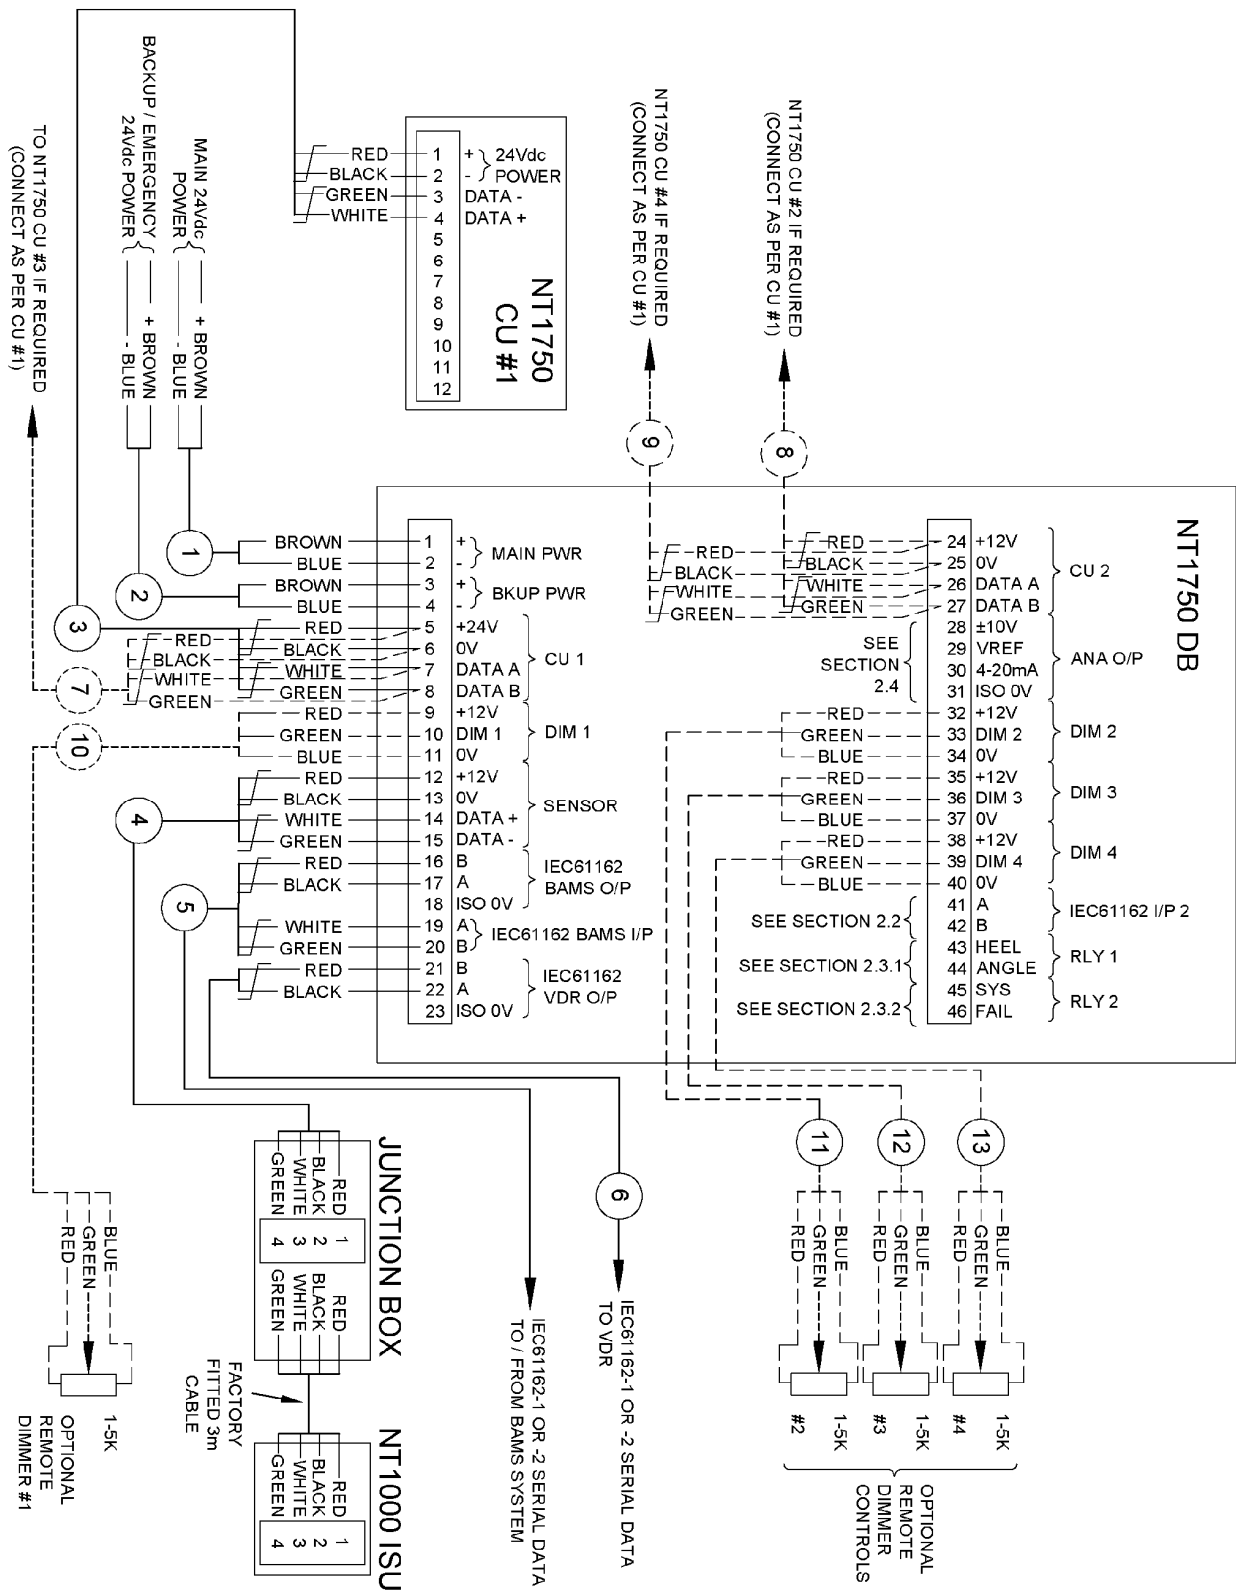 NT1750 CU #1
1 + 24Vdc
2 - POWER
3 DATA -
4 DATA +
5
6
7
8
9
10
11
12
RED
BLACK
GREEN
WHITE
NT1750 CU #4 IF REQUIRED
(CONNECT AS PER CU #1)
NT1750 CU #2 IF REQUIRED
(CONNECT AS PER CU #1)
9
8
BACKUP / EMERGENCY
24Vdc POWER
+ BROWN
- BLUE
MAIN 24Vdc
POWER
+ BROWN
- BLUE
TO NT1750 CU #3 IF REQUIRED
(CONNECT AS PER CU #1)
1
2
3
7
10
4
5
NT1750 DB
BROWN 1 + MAIN PWR
BLUE 2 -
BROWN 3 + BKUP PWR
BLUE 4 -
RED 5 +24V
BLACK 6 0V
WHITE 7 DATA A
GREEN 8 DATA B
CU 1
RED
BLACK
WHITE
GREEN
RED 9 +12V
GREEN 10 DIM 1
BLUE 11 0V
DIM 1
RED 12 +12V
BLACK 13 0V
WHITE 14 DATA +
GREEN 15 DATA -
SENSOR
RED 16 B
BLACK 17 A
18 ISO 0V
IEC61162
BAMS O/P
WHITE 19 A
GREEN 20 B
IEC61162 BAMS I/P
RED 21 B
BLACK 22 A
23 ISO 0V
IEC61162
VDR O/P
RED 24 +12V
BLACK 25 0V
WHITE 26 DATA A
GREEN 27 DATA B
CU 2
RED
BLACK
WHITE
GREEN
28 ±10V
29 VREF
30 4-20mA
31 ISO 0V
ANA O/P
SEE
SECTION
2.4
RED 32 +12V
GREEN 33 DIM 2
BLUE 34 0V
DIM 2
RED 35 +12V
GREEN 36 DIM 3
BLUE 37 0V
DIM 3
RED 38 +12V
GREEN 39 DIM 4
BLUE 40 0V
DIM 4
41 A
42 B
IEC61162 I/P 2
SEE SECTION 2.2
43 HEEL
44 ANGLE
RLY 1
SEE SECTION 2.3.1
45 SYS
46 FAIL
RLY 2
SEE SECTION 2.3.2
11
12
13
BLUE
GREEN
RED
BLUE
GREEN
RED
BLUE
GREEN
RED
1-5K
#2
1-5K
#3
1-5K
#4
OPTIONAL
REMOTE
DIMMER
CONTROLS
6
IEC61162-1 OR -2 SERIAL DATA
TO VDR
IEC61162-1 OR -2 SERIAL DATA
TO / FROM BAMS SYSTEM
JUNCTION BOX
RED
BLACK
WHITE
GREEN
1
2
3
4
RED
BLACK
WHITE
GREEN
FACTORY
FITTED 3m
CABLE
NT1000 ISU
RED
BLACK
WHITE
GREEN
1
2
3
4
BLUE
GREEN
RED
1-5K
OPTIONAL
REMOTE
DIMMER #1